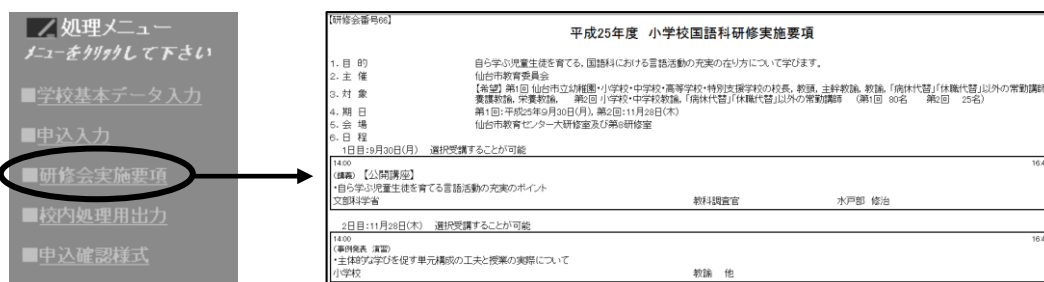 処理メニュー
メニューをクリックして下さい
■学校基本データ入力
■申込入力
■研修会実施要項
■校内処理用出力
■申込確認様式
【研修会番号66】
平成25年度 小学校国語科研修実施要項
1. 目 的 自ら学ぶ児童生徒を育てる、国語科における言語活動の充実の在り方について学びます。
2. 主 催 仙台市教育委員会
3. 対 象 【希望】 第1回 仙台市立幼稚園・小学校・中学校・高等学校・特別支援学校の校長、教頭、主幹教諭、教諭、「病休代替」「休職代替」以外の常勤講師
養護教諭、栄養教諭、 第2回 小学校・中学校教諭、「病休代替」「休職代替」以外の常勤講師 (第1回 80名 第2回 25名)
4. 期 日 第1回:平成25年9月30日(月)、第2回:11月28日(木)
5. 会 場 仙台市教育センター大研修室及び第6研修室
6. 日 程
1日目:9月30日(月) 選択受講することが可能
14:00 16:4
(講義) 【公開講座】
・自ら学ぶ児童生徒を育てる言語活動の充実のポイント
文部科学省 教科調査官 水戸部 修治
2日目:11月28日(木) 選択受講することが可能
14:00 16:4
(事例発表 演習)
・主体的な学びを促す単元構成の工夫と授業の実際について
小学校 教諭 他